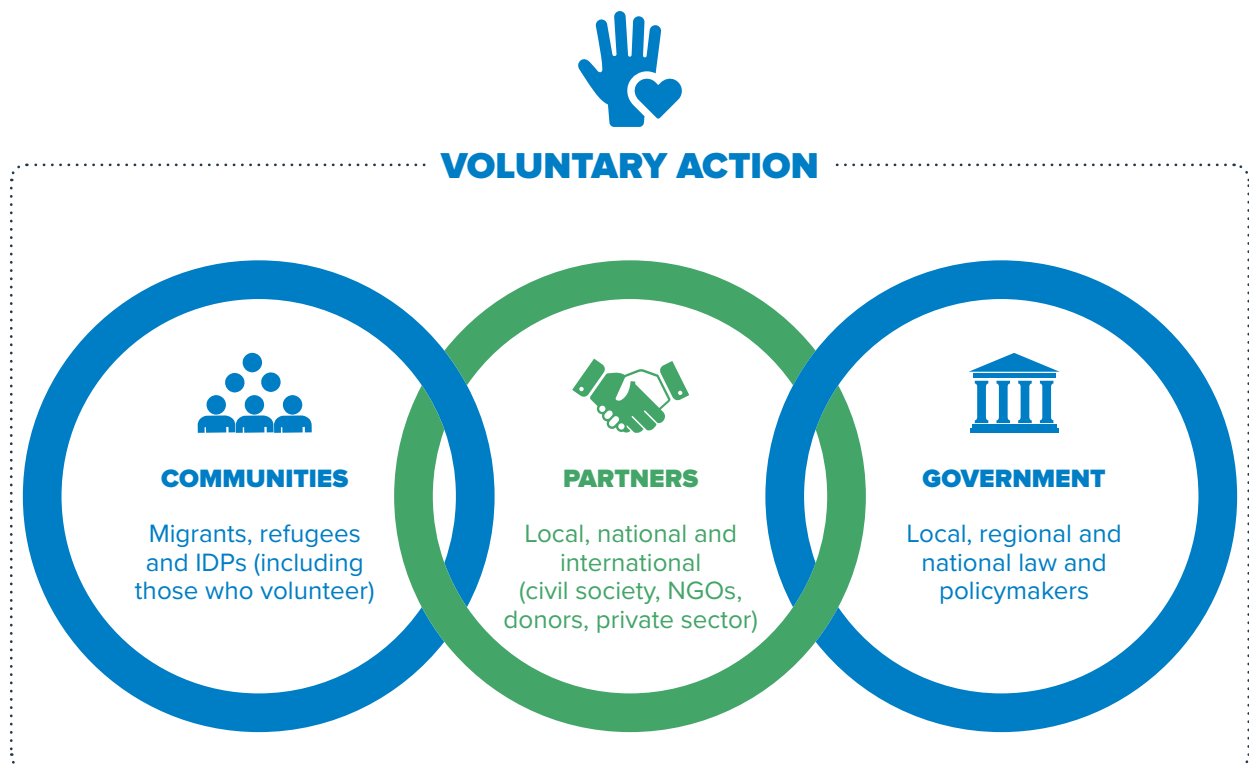 VOLUNTARY ACTION
COMMUNITIES
Migrants, refugees
and IDPs (including
those who volunteer)
PARTNERS
Local, national and
international
(civil society, NGOs,
donors, private sector)
GOVERNMENT
Local, regional and
national law and
policymakers